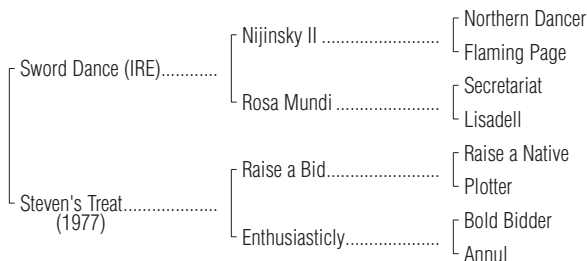 Northern Dancer
Nijinsky II
Flaming Page
Sword Dance (IRE)
Secretariat
Rosa Mundi
Lisadell
Raise a Native
Raise a Bid
Plotter
Steven's Treat
(1977)
Bold Bidder
Enthusiasticly
Annul